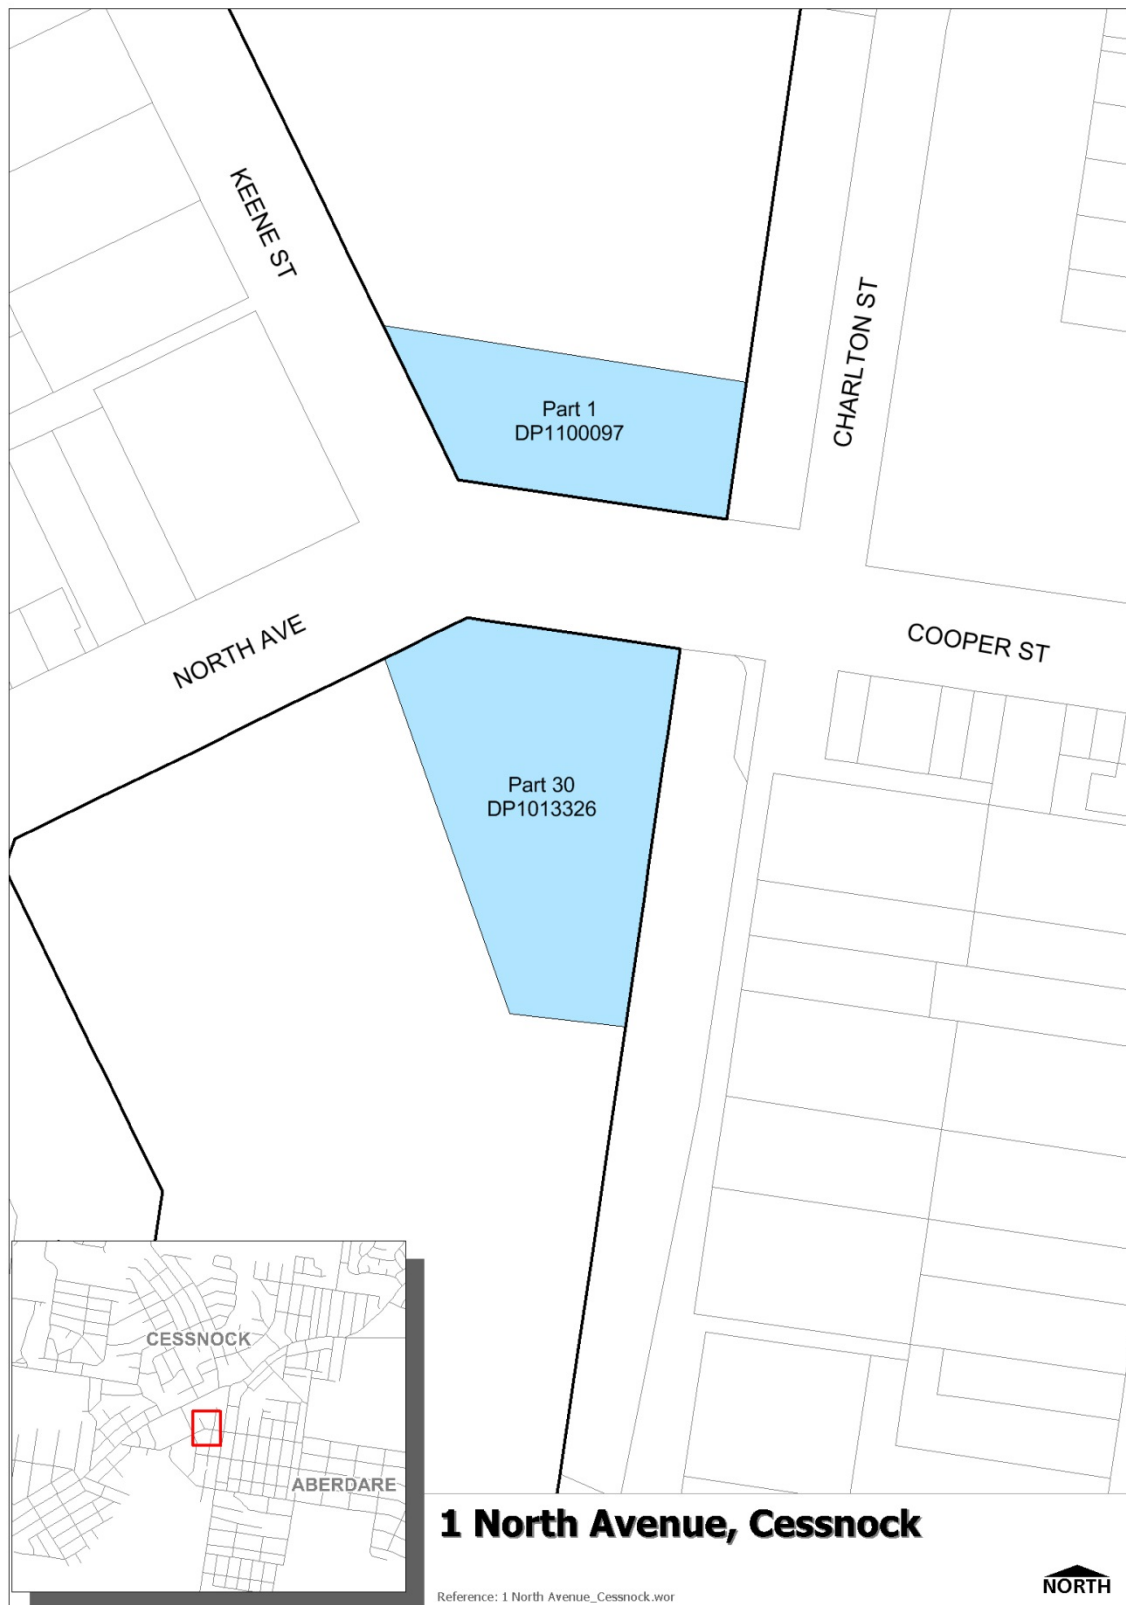 KEENE ST
CHARLTON ST
Part 1
DP1100097
NORTH AVE
COOPER ST
Part 30
DP1013326
CESSNOCK
ABERDARE
1 North Avenue, Cessnock
Reference: 1 North Avenue_Cessnock.wor
NORTH